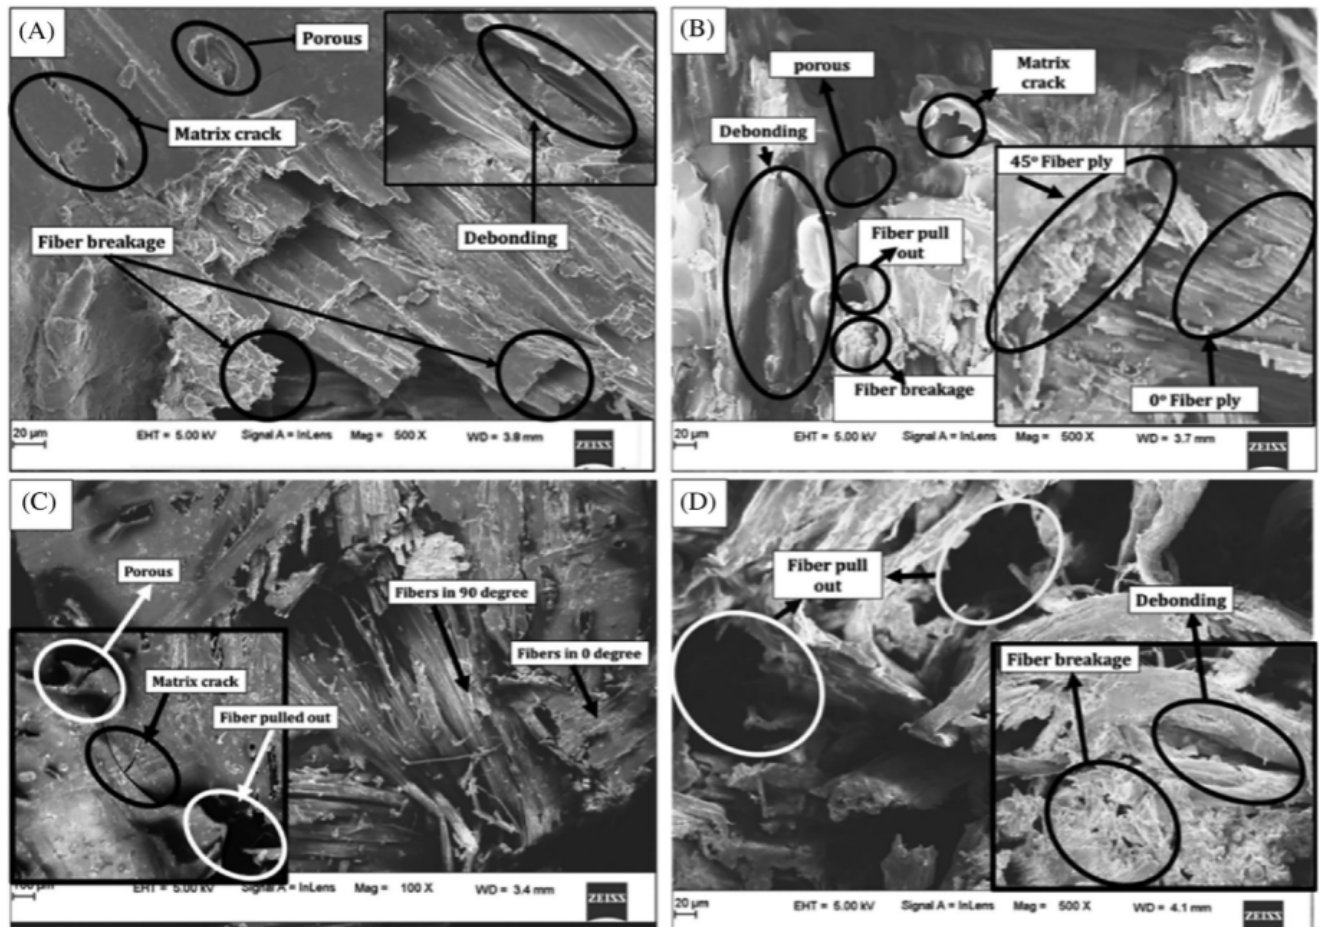 (A)
Porous
Matrix crack
Fiber breakage
Debonding
20 µm
EHT = 5.00 kV
Signal A = InLens
Mag = 500 X
WD = 3.8 mm
ZEISS
(B)
porous
Matrix
crack
Debonding
45° Fiber ply
Fiber pull
out
Fiber breakage
0° Fiber ply
20 µm
EHT = 5.00 kV
Signal A = InLens
Mag = 500 X
WD = 3.7 mm
ZEISS
(C)
Porous
Fibers in 90 degree
Fibers in 0 degree
Matrix crack
Fiber pulled out
100 µm
EHT = 5.00 kV
Signal A = InLens
Mag = 100 X
WD = 3.4 mm
ZEISS
(D)
Fiber pull
out
Debonding
Fiber breakage
20 µm
EHT = 5.00 kV
Signal A = InLens
Mag = 500 X
WD = 4.1 mm
ZEISS